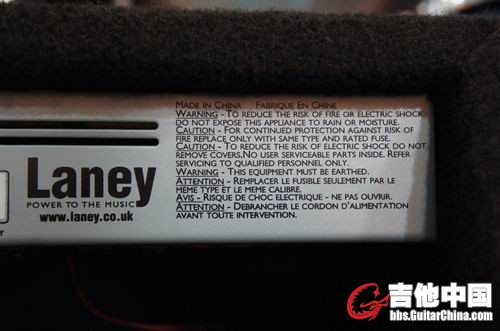 Made In China Fabrique En Chine
Warning - To reduce the risk of fire or electric shock
do not expose this appliance to rain or moisture.
Caution - For continued protection against risk of
fire replace only with same type and rated fuse.
Caution - To reduce the risk of electric shock do not
remove covers.No user serviceable parts inside. Refer
servicing to qualified personnel only.
Warning - This equipment must be earthed.
Attention - Remplacer le fusible seulement par le
meme type et le meme calibre.
Avis - Risque de choc electrique - ne pas ouvrir.
Attention - Debrancher le cordon d'alimentation
avant toute intervention.
Laney
POWER TO THE MUSIC
www.laney.co.uk
吉他中国
bbs.GuitarChina.com